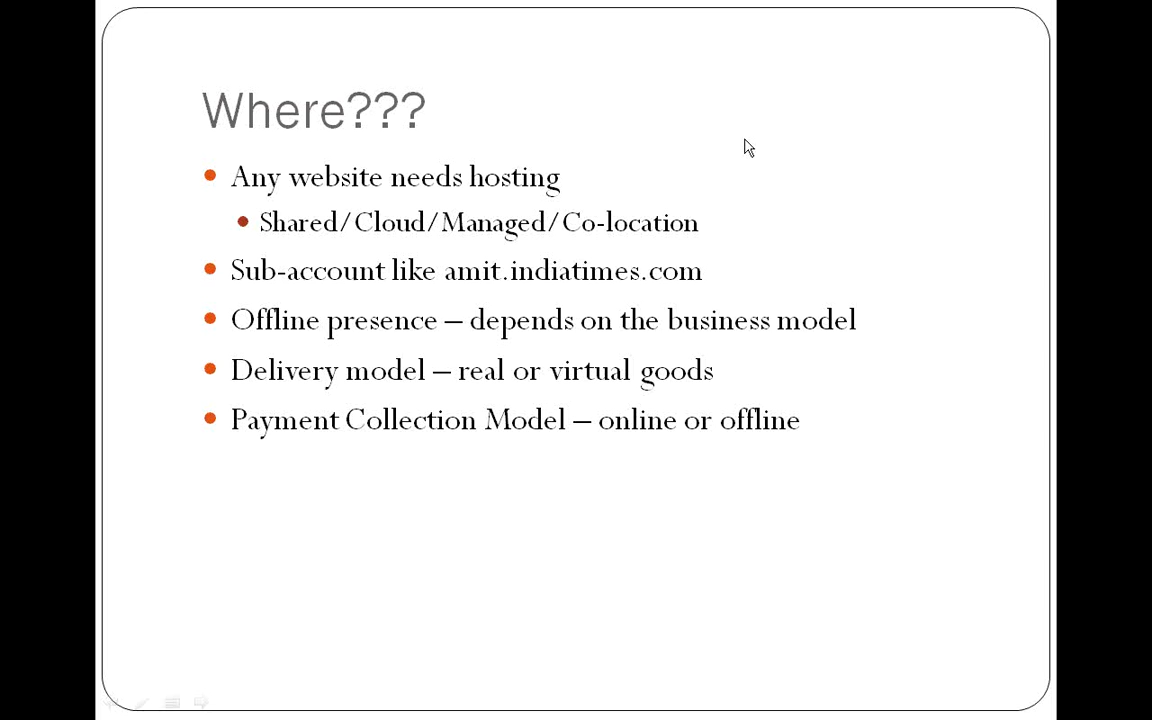 Where???
Any website needs hosting
Shared/Cloud/Managed/Co-location
Sub-account like amit.indiatimes.com
Offline presence – depends on the business model
Delivery model – real or virtual goods
Payment Collection Model – online or offline